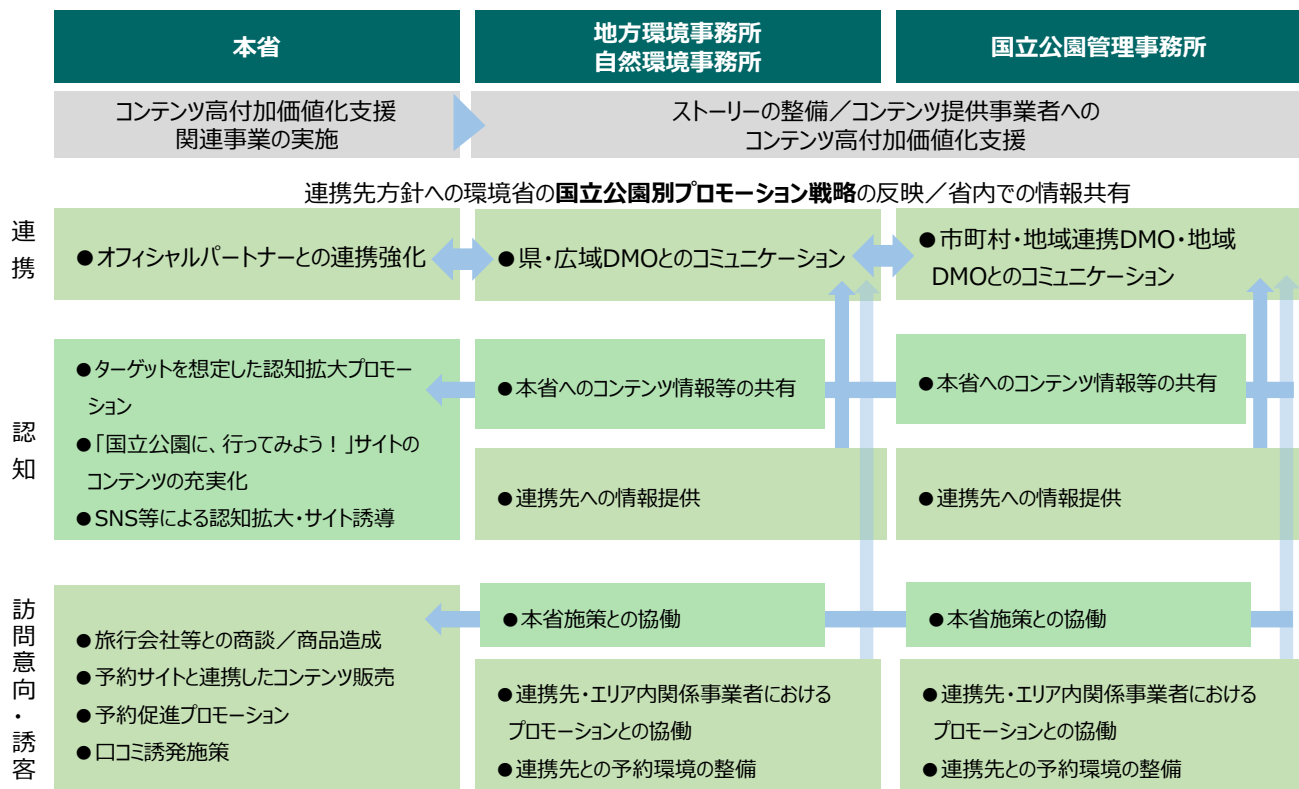 本省
地方環境事務所
自然環境事務所
国立公園管理事務所
コンテンツ高付加価値化支援
関連事業の実施
ストーリーの整備／コンテンツ提供事業者への
コンテンツ高付加価値化支援
連携先方針への環境省の国立公園別プロモーション戦略の反映／省内での情報共有
連携
●オフィシャルパートナーとの連携強化
●県・広域DMOとのコミュニケーション
●市町村・地域連携DMO・地域
DMOとのコミュニケーション
認知
●ターゲットを想定した認知拡大プロモー
ション
●「国立公園に、行ってみよう！」サイトの
コンテンツの充実化
●SNS等による認知拡大・サイト誘導
●本省へのコンテンツ情報等の共有
●連携先への情報提供
●本省へのコンテンツ情報等の共有
●連携先への情報提供
訪問意向・誘客
●旅行会社等との商談／商品造成
●予約サイトと連携したコンテンツ販売
●予約促進プロモーション
●口コミ誘発施策
●本省施策との協働
●連携先・エリア内関係事業者における
プロモーションとの協働
●連携先との予約環境の整備
●本省施策との協働
●連携先・エリア内関係事業者における
プロモーションとの協働
●連携先との予約環境の整備